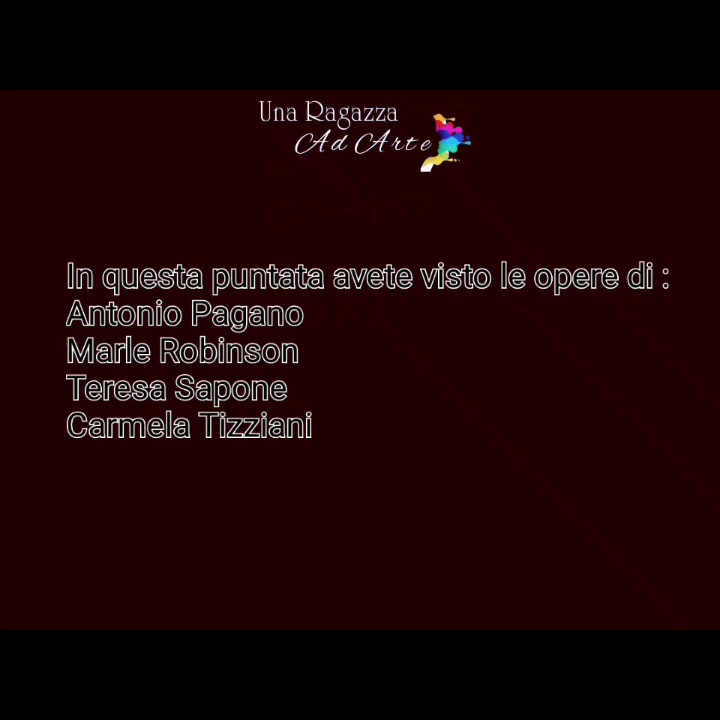 Una Ragazza
Ad Arte
In questa puntata avete visto le opere di :
Antonio Pagano
Marle Robinson
Teresa Sapone
Carmela Tizziani